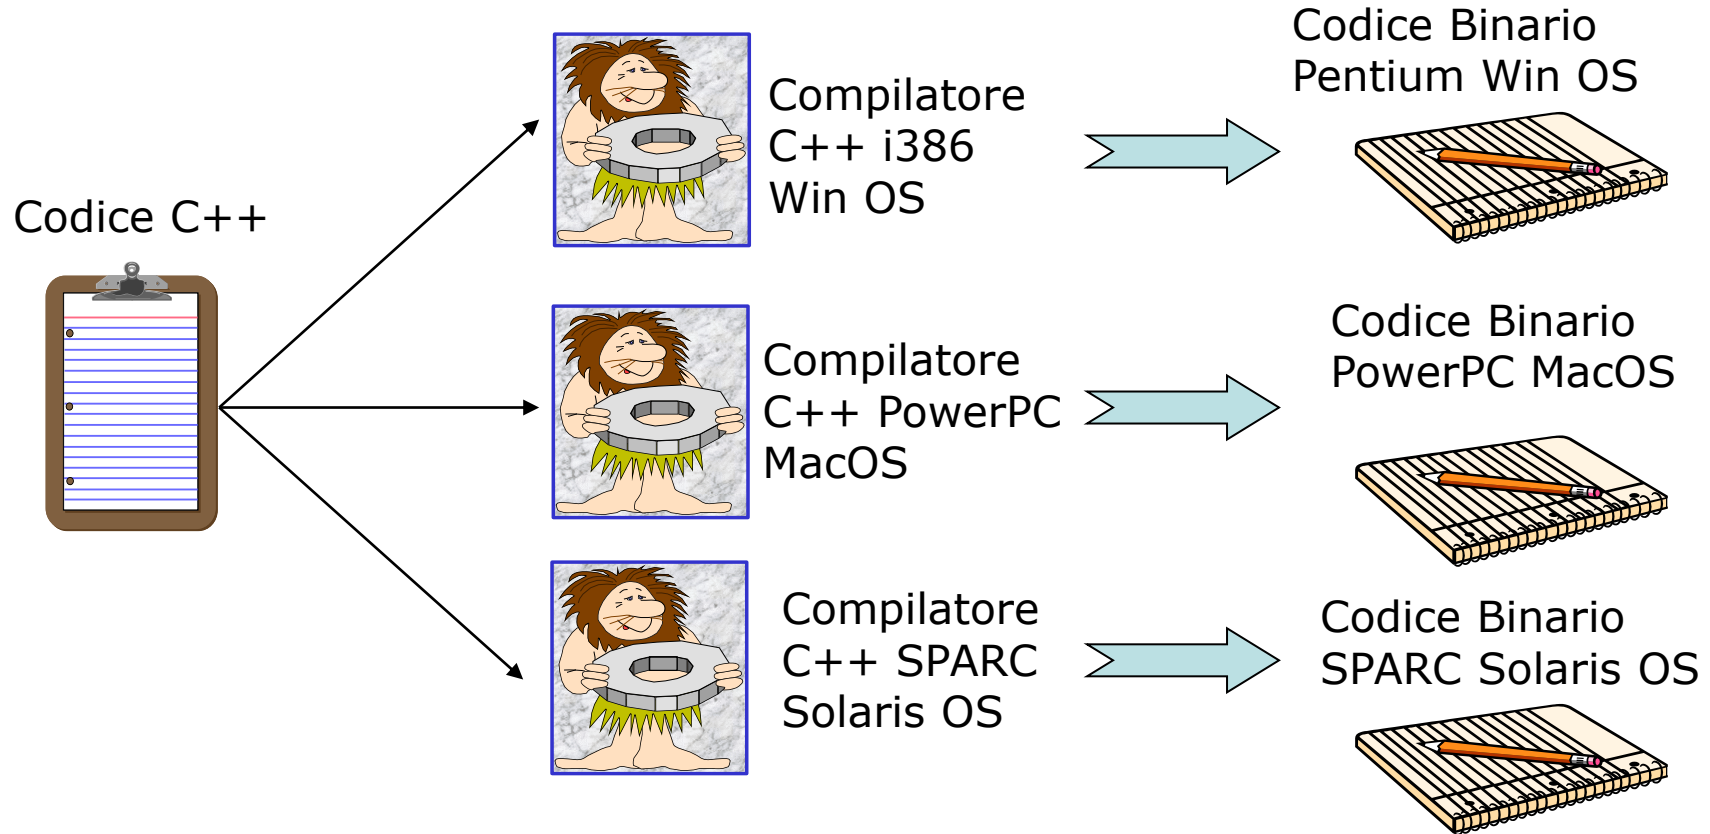 Codice C++
Compilatore
C++ i386
Win OS
Codice Binario
Pentium Win OS
Compilatore
C++ PowerPC
MacOS
Codice Binario
PowerPC MacOS
Compilatore
C++ SPARC
Solaris OS
Codice Binario
SPARC Solaris OS